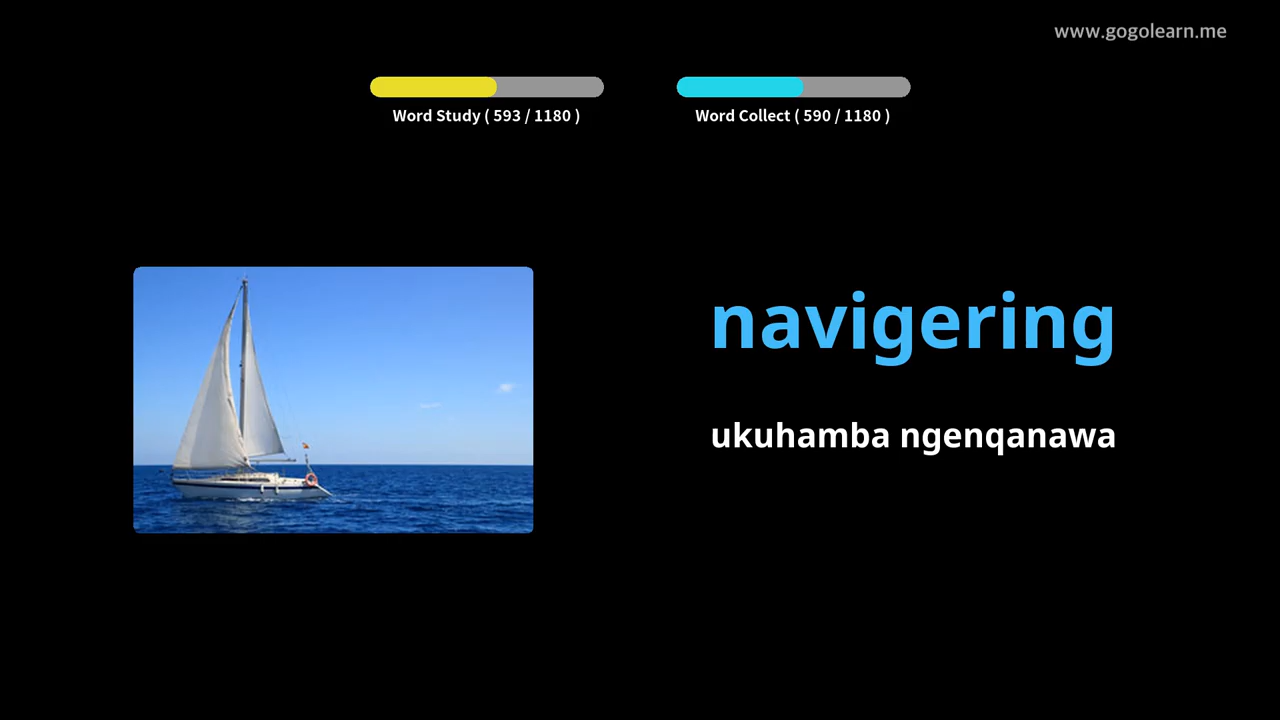 www.gogolearn.me
Word Study ( 593 / 1180 )
Word Collect ( 590 / 1180 )
navigering
ukuhamba ngenqanawa